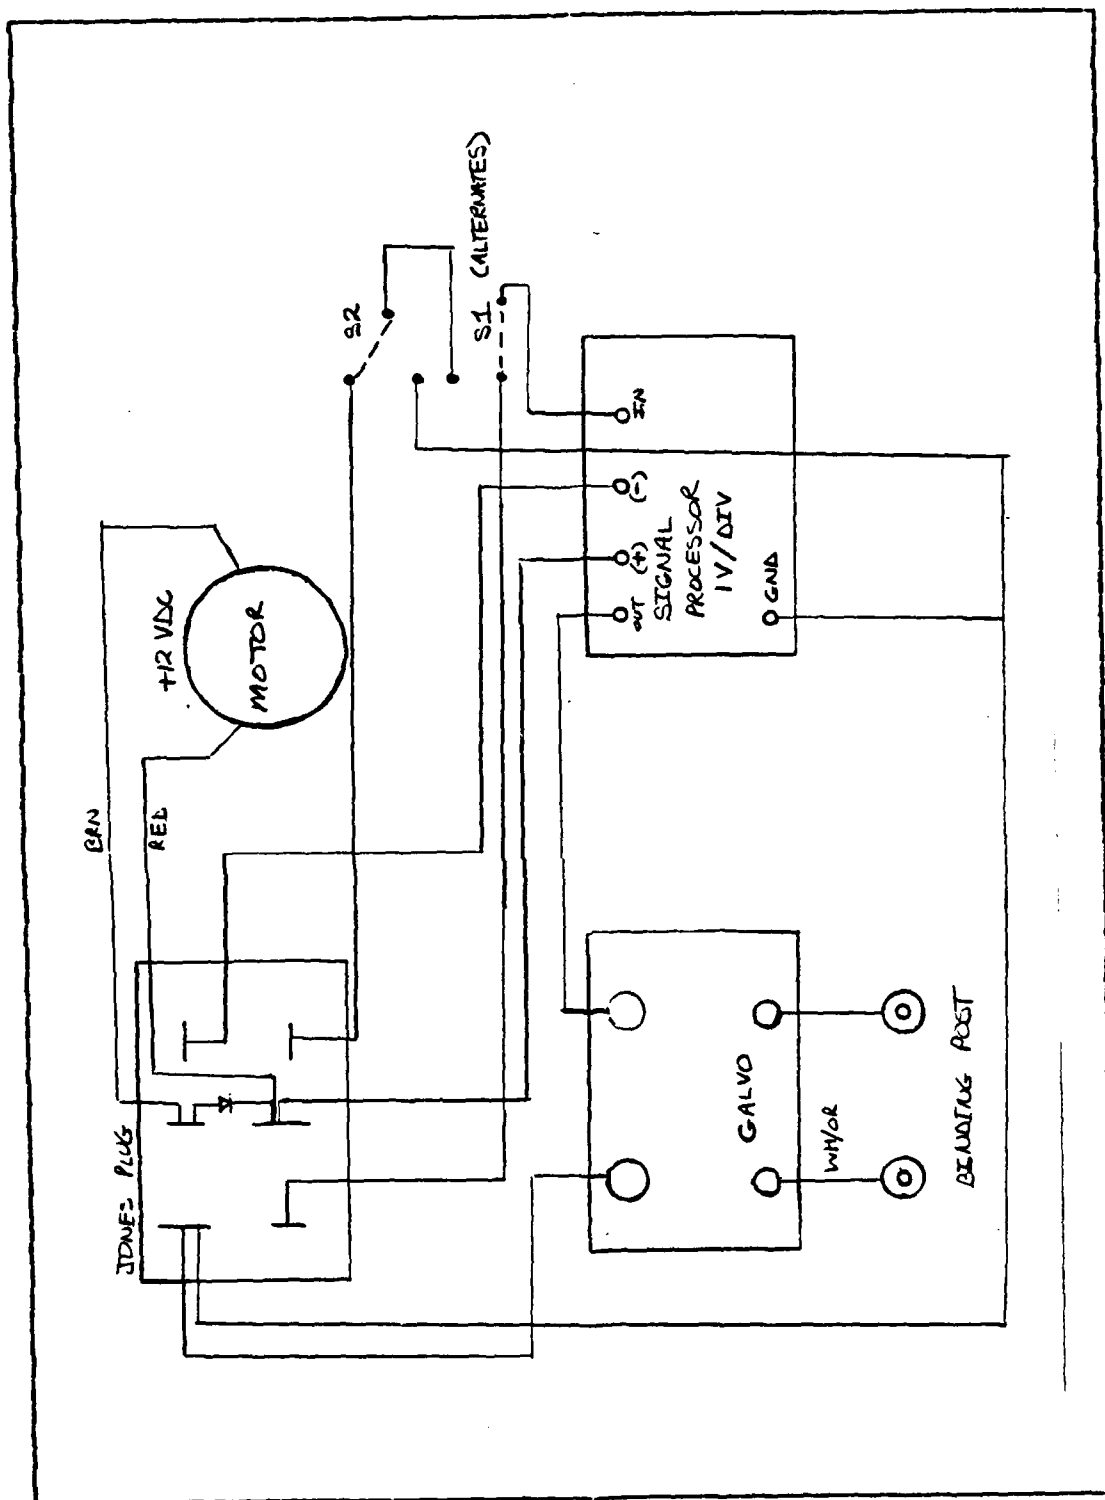 JONES PLUG
BRN
RED
+12 VDC
MOTOR
S2
S1 (ALTERNATES)
OUT
(+)
(-)
IN
SIGNAL
PROCESSOR
1V/DIV
GND
GALVO
WH/OR
BINDING POST